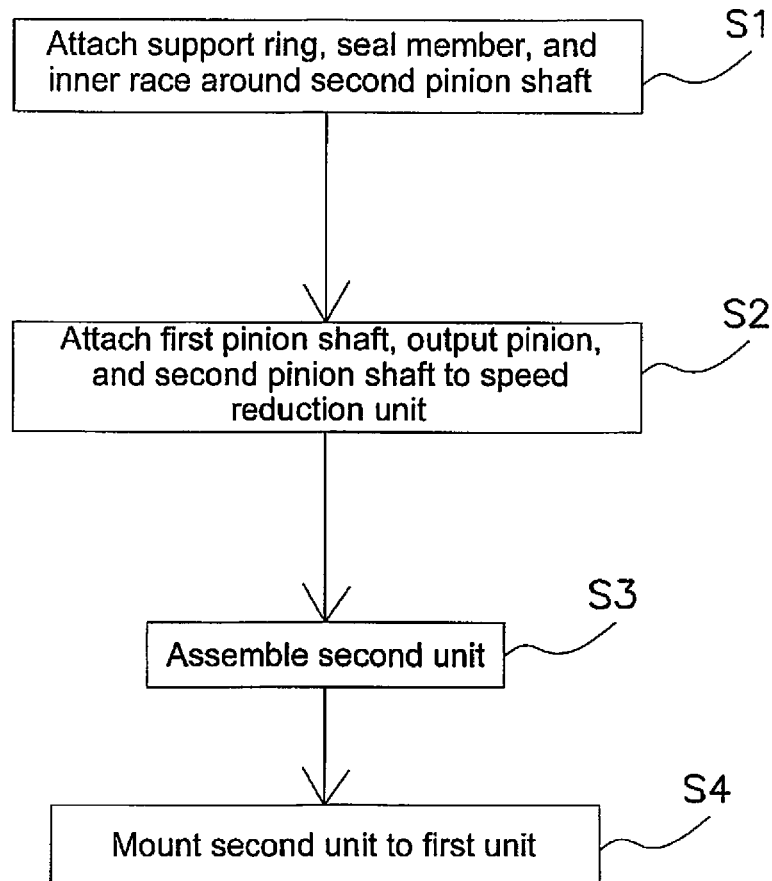 Attach support ring, seal member, and
inner race around second pinion shaft
S1
Attach first pinion shaft, output pinion,
and second pinion shaft to speed
reduction unit
S2
Assemble second unit
S3
Mount second unit to first unit
S4